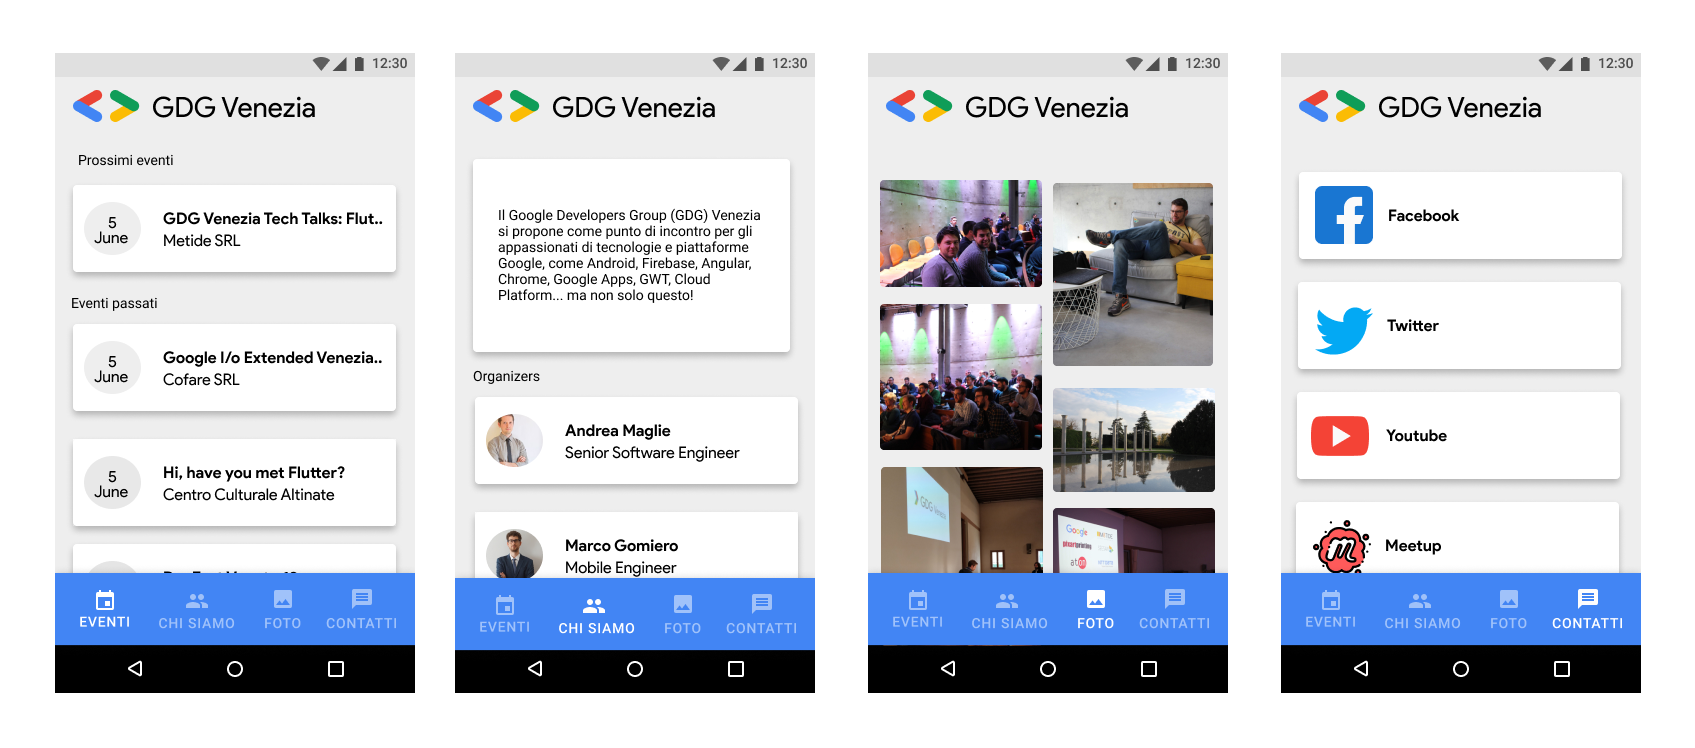 12:30
GDG Venezia
Prossimi eventi
5
June
GDG Venezia Tech Talks: Flut..
Metide SRL
Eventi passati
5
June
Google I/o Extended Venezia..
Cofare SRL
5
June
Hi, have you met Flutter?
Centro Culturale Altinate
EVENTI
CHI SIAMO
FOTO
CONTATTI
12:30
GDG Venezia
Il Google Developers Group (GDG) Venezia
si propone come punto di incontro per gli
appassionati di tecnologie e piattaforme
Google, come Android, Firebase, Angular,
Chrome, Google Apps, GWT, Cloud
Platform... ma non solo questo!
Organizers
Andrea Maglie
Senior Software Engineer
Marco Gomiero
Mobile Engineer
EVENTI
CHI SIAMO
FOTO
CONTATTI
12:30
GDG Venezia
GDG Venezia
Google
EVENTI
CHI SIAMO
FOTO
CONTATTI
12:30
GDG Venezia
Facebook
Twitter
Youtube
m
Meetup
EVENTI
CHI SIAMO
FOTO
CONTATTI